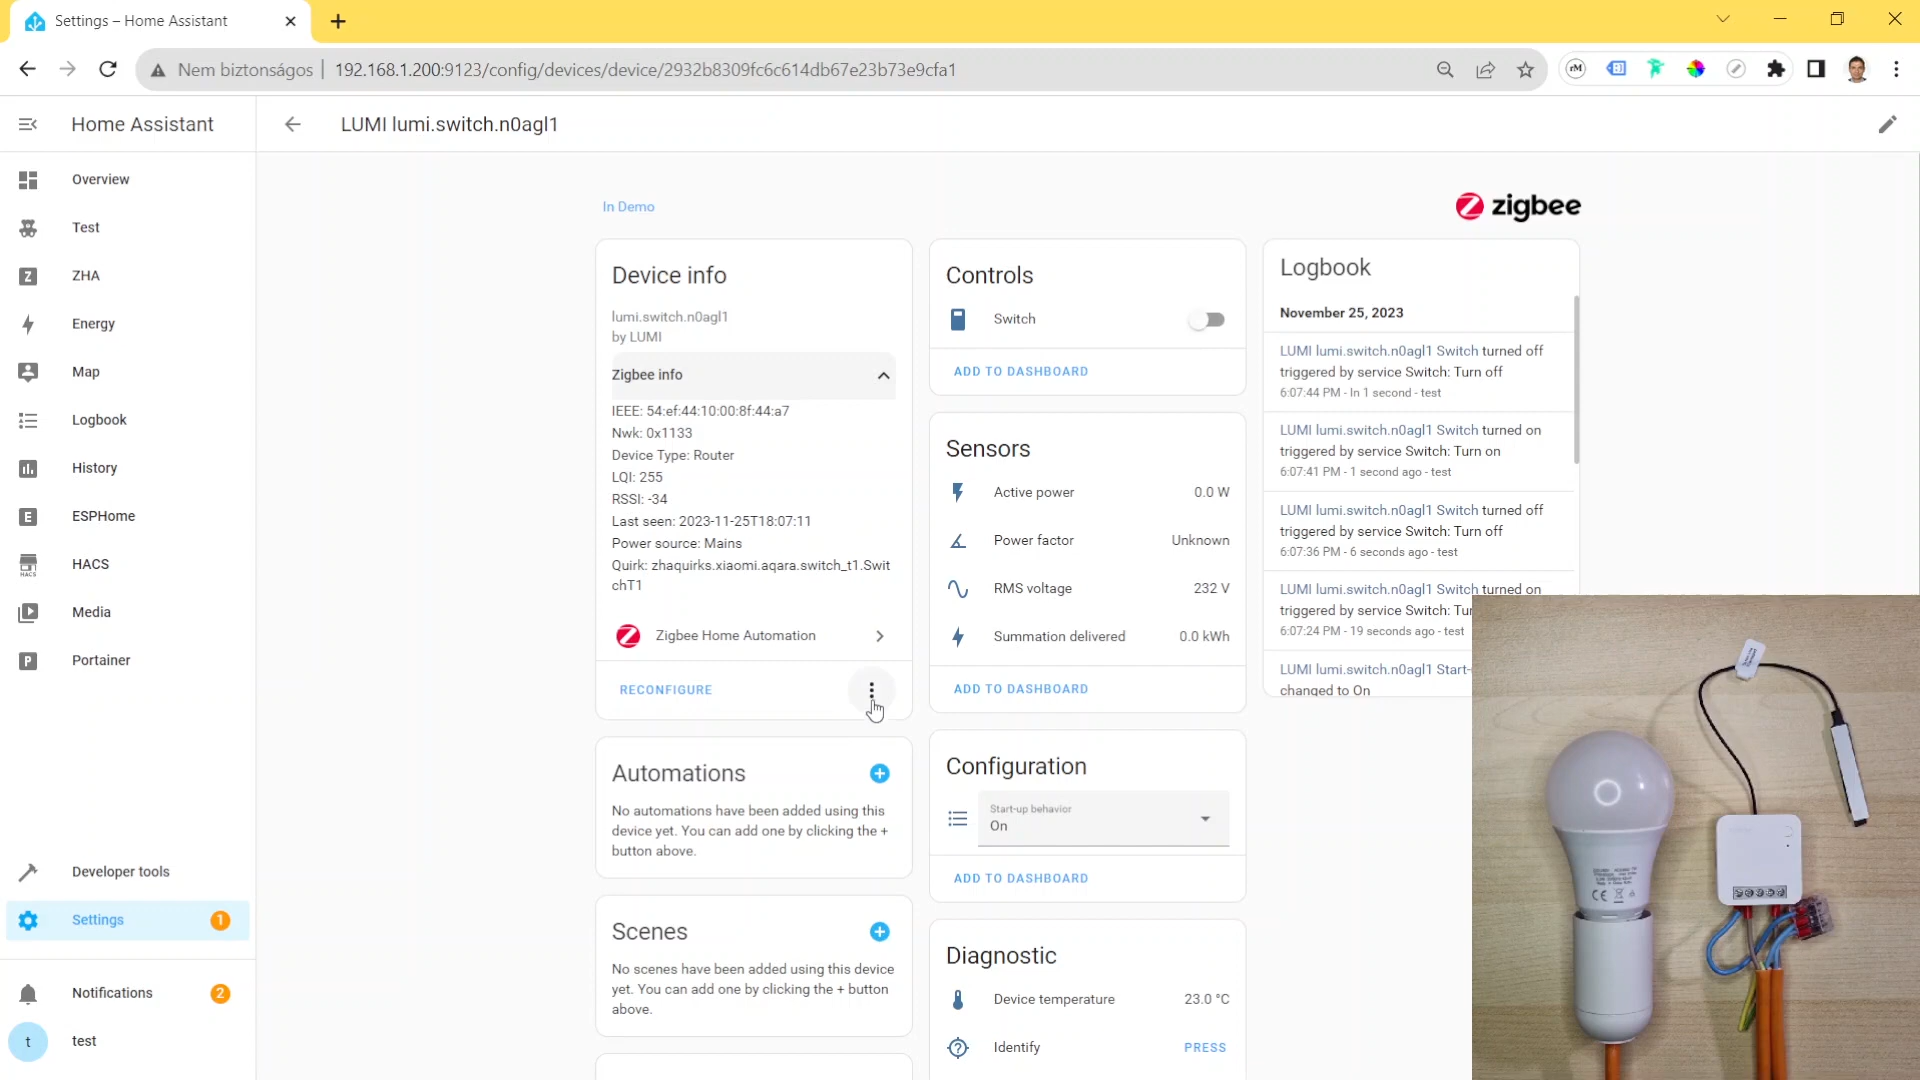 Settings – Home Assistant
Nem biztonságos
192.168.1.200:9123/config/devices/device/2932b8309fc6c614db67e23b73e9cfa1
Home Assistant
LUMI lumi.switch.n0agl1
Overview
Test
ZHA
Energy
Map
Logbook
History
ESPHome
HACS
Media
Portainer
Developer tools
Settings
1
Notifications
2
t
test
In Demo
zigbee
Device info
lumi.switch.n0agl1
by LUMI
Zigbee info
IEEE: 54:ef:44:10:00:8f:44:a7
Nwk: 0x1133
Device Type: Router
LQI: 255
RSSI: -34
Last seen: 2023-11-25T18:07:11
Power source: Mains
Quirk: zhaquirks.xiaomi.aqara.switch_t1.Swit
chT1
Zigbee Home Automation
RECONFIGURE
Automations
No automations have been added using this
device yet. You can add one by clicking the +
button above.
Scenes
No scenes have been added using this device
yet. You can add one by clicking the + button
above.
Controls
Switch
ADD TO DASHBOARD
Sensors
Active power 0.0 W
Power factor Unknown
RMS voltage 232 V
Summation delivered 0.0 kWh
ADD TO DASHBOARD
Configuration
Start-up behavior
On
ADD TO DASHBOARD
Diagnostic
Device temperature 23.0 °C
Identify PRESS
Logbook
November 25, 2023
LUMI lumi.switch.n0agl1 Switch turned off
triggered by service Switch: Turn off
6:07:44 PM - In 1 second - test
LUMI lumi.switch.n0agl1 Switch turned on
triggered by service Switch: Turn on
6:07:41 PM - 1 second ago - test
LUMI lumi.switch.n0agl1 Switch turned off
triggered by service Switch: Turn off
6:07:36 PM - 6 seconds ago - test
LUMI lumi.switch.n0agl1 Switch turned on
triggered by service Switch: Tu
6:07:24 PM - 19 seconds ago - test
LUMI lumi.switch.n0agl1 Start-
changed to On